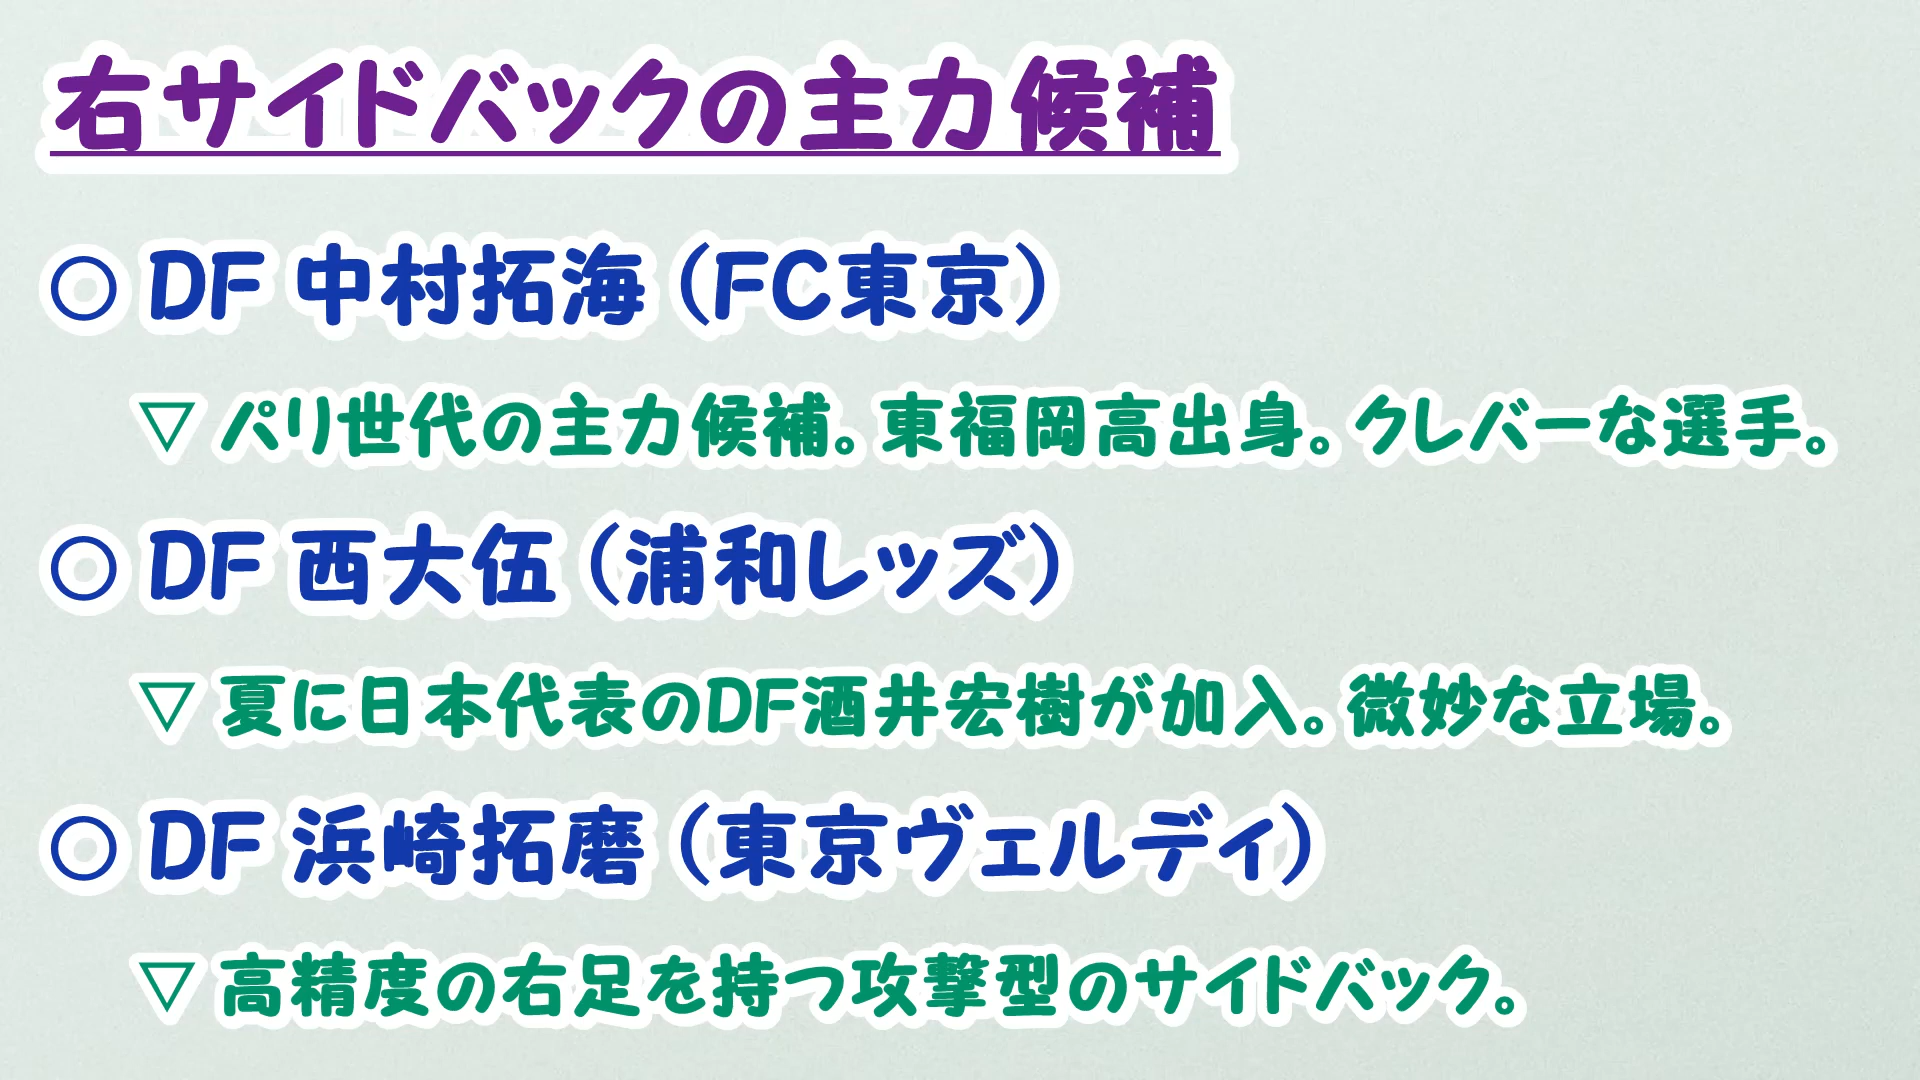 右サイドバックの主力候補
○ DF 中村拓海（FC東京）
▽ パリ世代の主力候補。東福岡高出身。クレバーな選手。
○ DF 西大伍（浦和レッズ）
▽ 夏に日本代表のDF酒井宏樹が加入。微妙な立場。
○ DF 浜崎拓磨（東京ヴェルディ）
▽ 高精度の右足を持つ攻撃型のサイドバック。